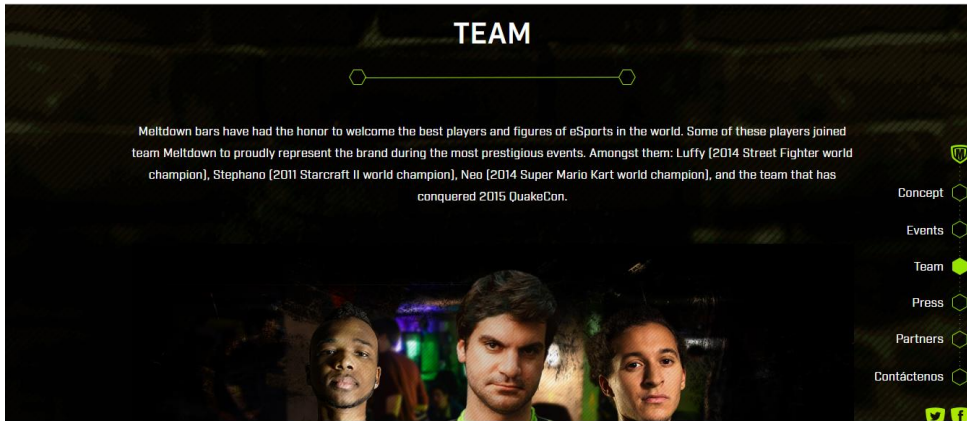 TEAM
Meltdown bars have had the honor to welcome the best players and figures of eSports in the world. Some of these players joined
team Meltdown to proudly represent the brand during the most prestigious events. Amongst them: Luffy (2014 Street Fighter world
champion), Stephano (2011 Starcraft II world champion), Neo (2014 Super Mario Kart world champion), and the team that has
conquered 2015 QuakeCon.
Concept
Events
Team
Press
Partners
Contáctenos